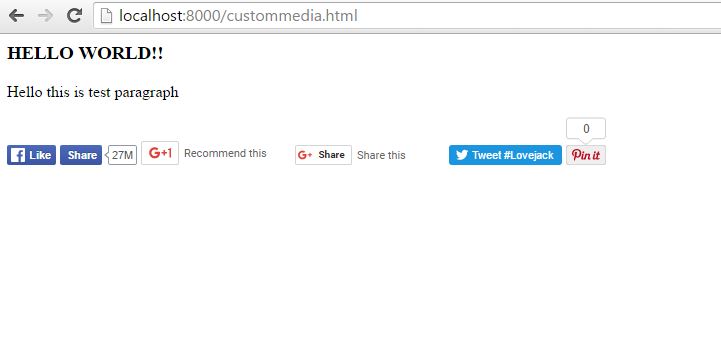 localhost:8000/custommedia.html
HELLO WORLD!!
Hello this is test paragraph
0
Like Share 27M G+1 Recommend this G+ Share Share this Tweet #Lovejack Pin it